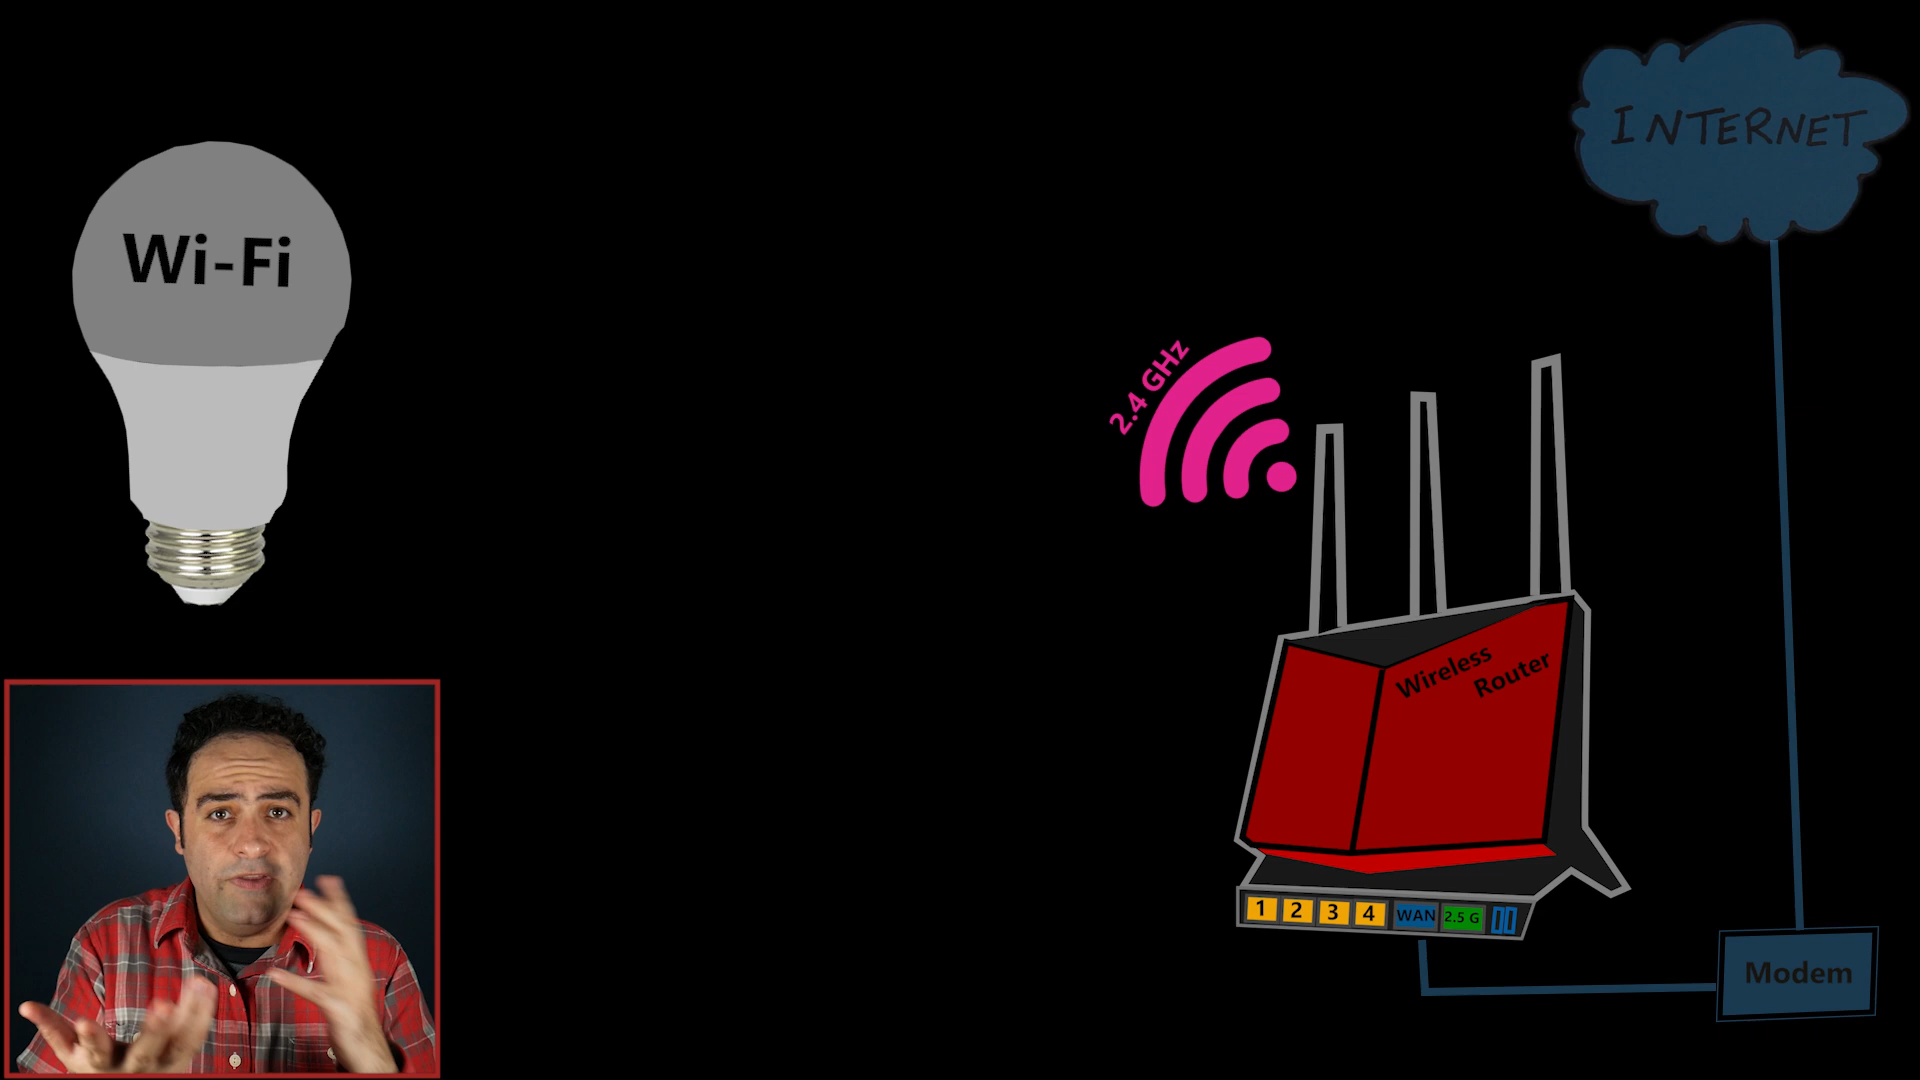 INTERNET
Wi-Fi
2.4 GHz
Wireless
Router
1 2 3 4 WAN 2.5 G
Modem